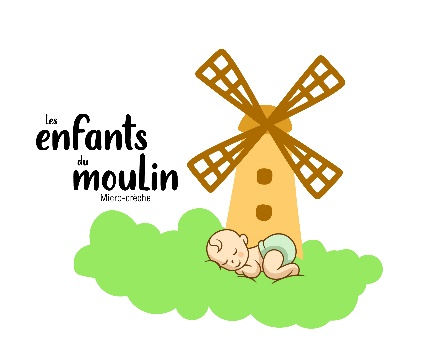 Les
enfants
du
moulin
Micro-crèche